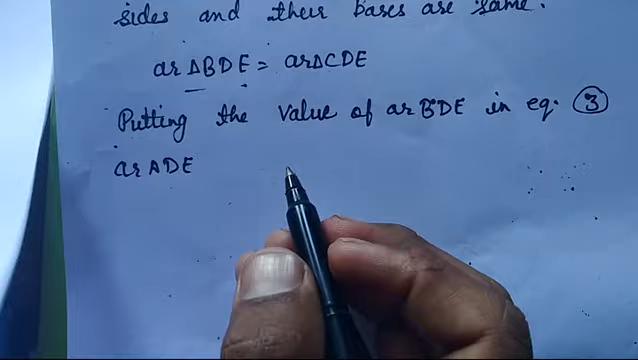 sides and their bases are same.
ar ΔBDE = arΔCDE
Putting the value of ar BDE in eq. 3
ar ADE